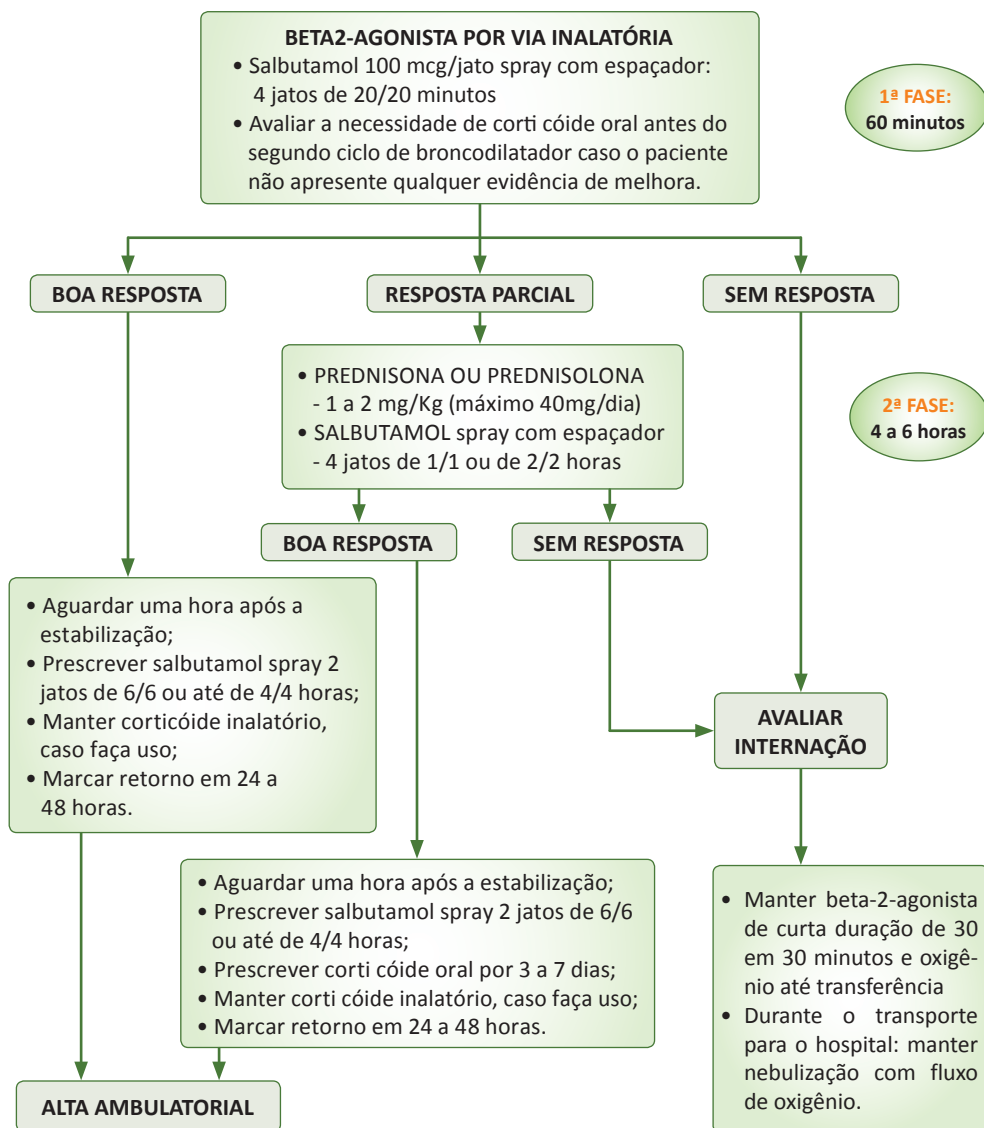 BETA2-AGONISTA POR VIA INALATÓRIA
• Salbutamol 100 mcg/jato spray com espaçador:
4 jatos de 20/20 minutos
• Avaliar a necessidade de corti cóide oral antes do
segundo ciclo de broncodilatador caso o paciente
não apresente qualquer evidência de melhora.
1ª FASE:
60 minutos
BOA RESPOSTA
RESPOSTA PARCIAL
SEM RESPOSTA
• PREDNISONA OU PREDNISOLONA
- 1 a 2 mg/Kg (máximo 40mg/dia)
• SALBUTAMOL spray com espaçador
- 4 jatos de 1/1 ou de 2/2 horas
2ª FASE:
4 a 6 horas
BOA RESPOSTA
SEM RESPOSTA
• Aguardar uma hora após a
estabilização;
• Prescrever salbutamol spray 2
jatos de 6/6 ou até de 4/4 horas;
• Manter corticóide inalatório,
caso faça uso;
• Marcar retorno em 24 a
48 horas.
AVALIAR
INTERNAÇÃO
• Aguardar uma hora após a estabilização;
• Prescrever salbutamol spray 2 jatos de 6/6
ou até de 4/4 horas;
• Prescrever corti cóide oral por 3 a 7 dias;
• Manter corti cóide inalatório, caso faça uso;
• Marcar retorno em 24 a 48 horas.
• Manter beta-2-agonista
de curta duração de 30
em 30 minutos e oxigê-
nio até transferência
• Durante o transporte
para o hospital: manter
nebulização com fluxo
de oxigênio.
ALTA AMBULATORIAL